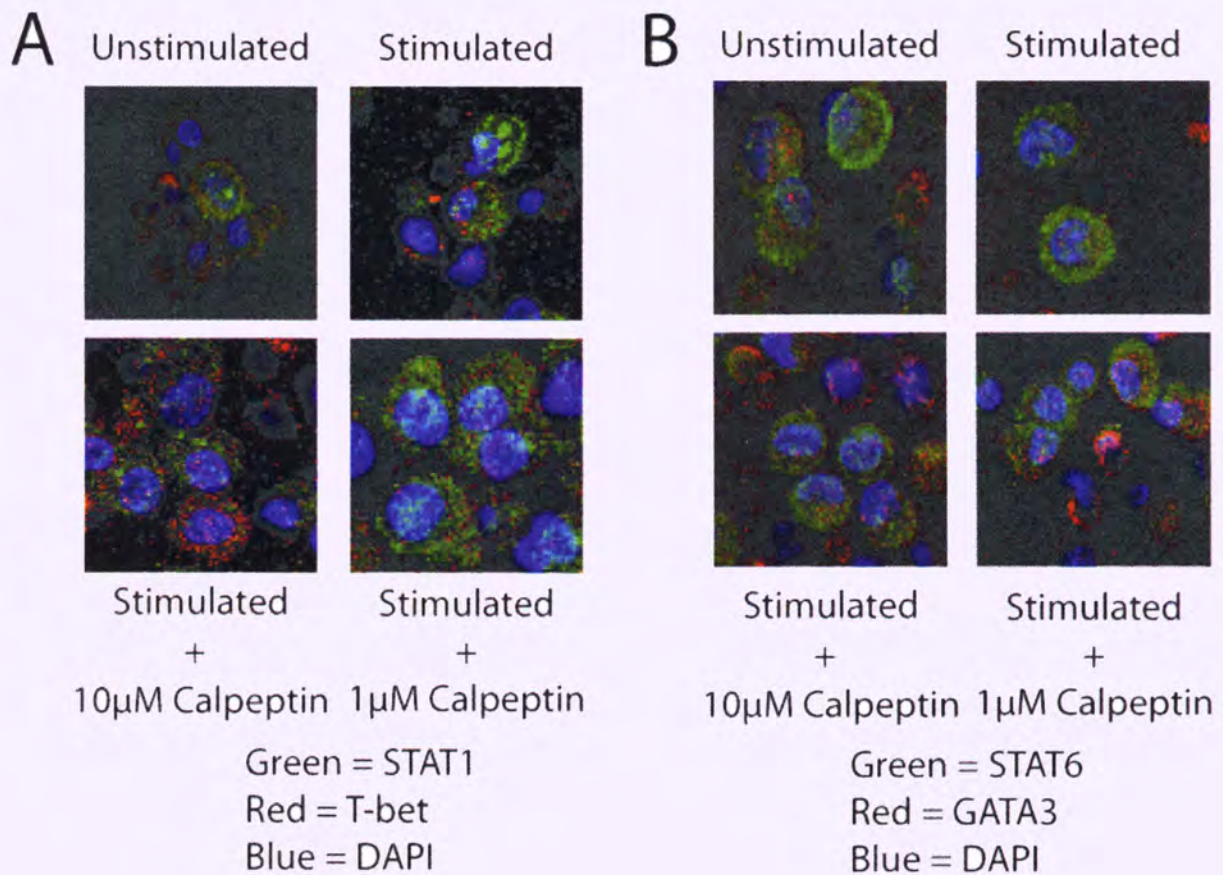 A
Unstimulated
Stimulated
Stimulated
+
10µM Calpeptin
Stimulated
+
1µM Calpeptin
Green = STAT1
Red = T-bet
Blue = DAPI
B
Unstimulated
Stimulated
Stimulated
+
10µM Calpeptin
Stimulated
+
1µM Calpeptin
Green = STAT6
Red = GATA3
Blue = DAPI